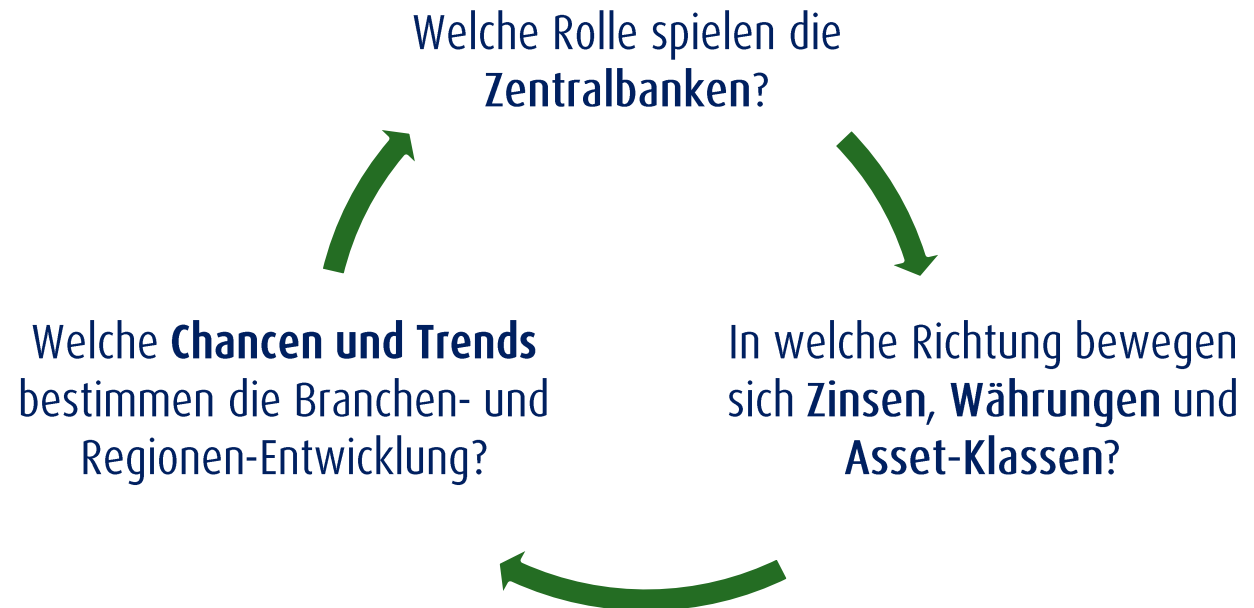 Welche Rolle spielen die
Zentralbanken?
In welche Richtung bewegen
sich Zinsen, Währungen und
Asset-Klassen?
Welche Chancen und Trends
bestimmen die Branchen- und
Regionen-Entwicklung?